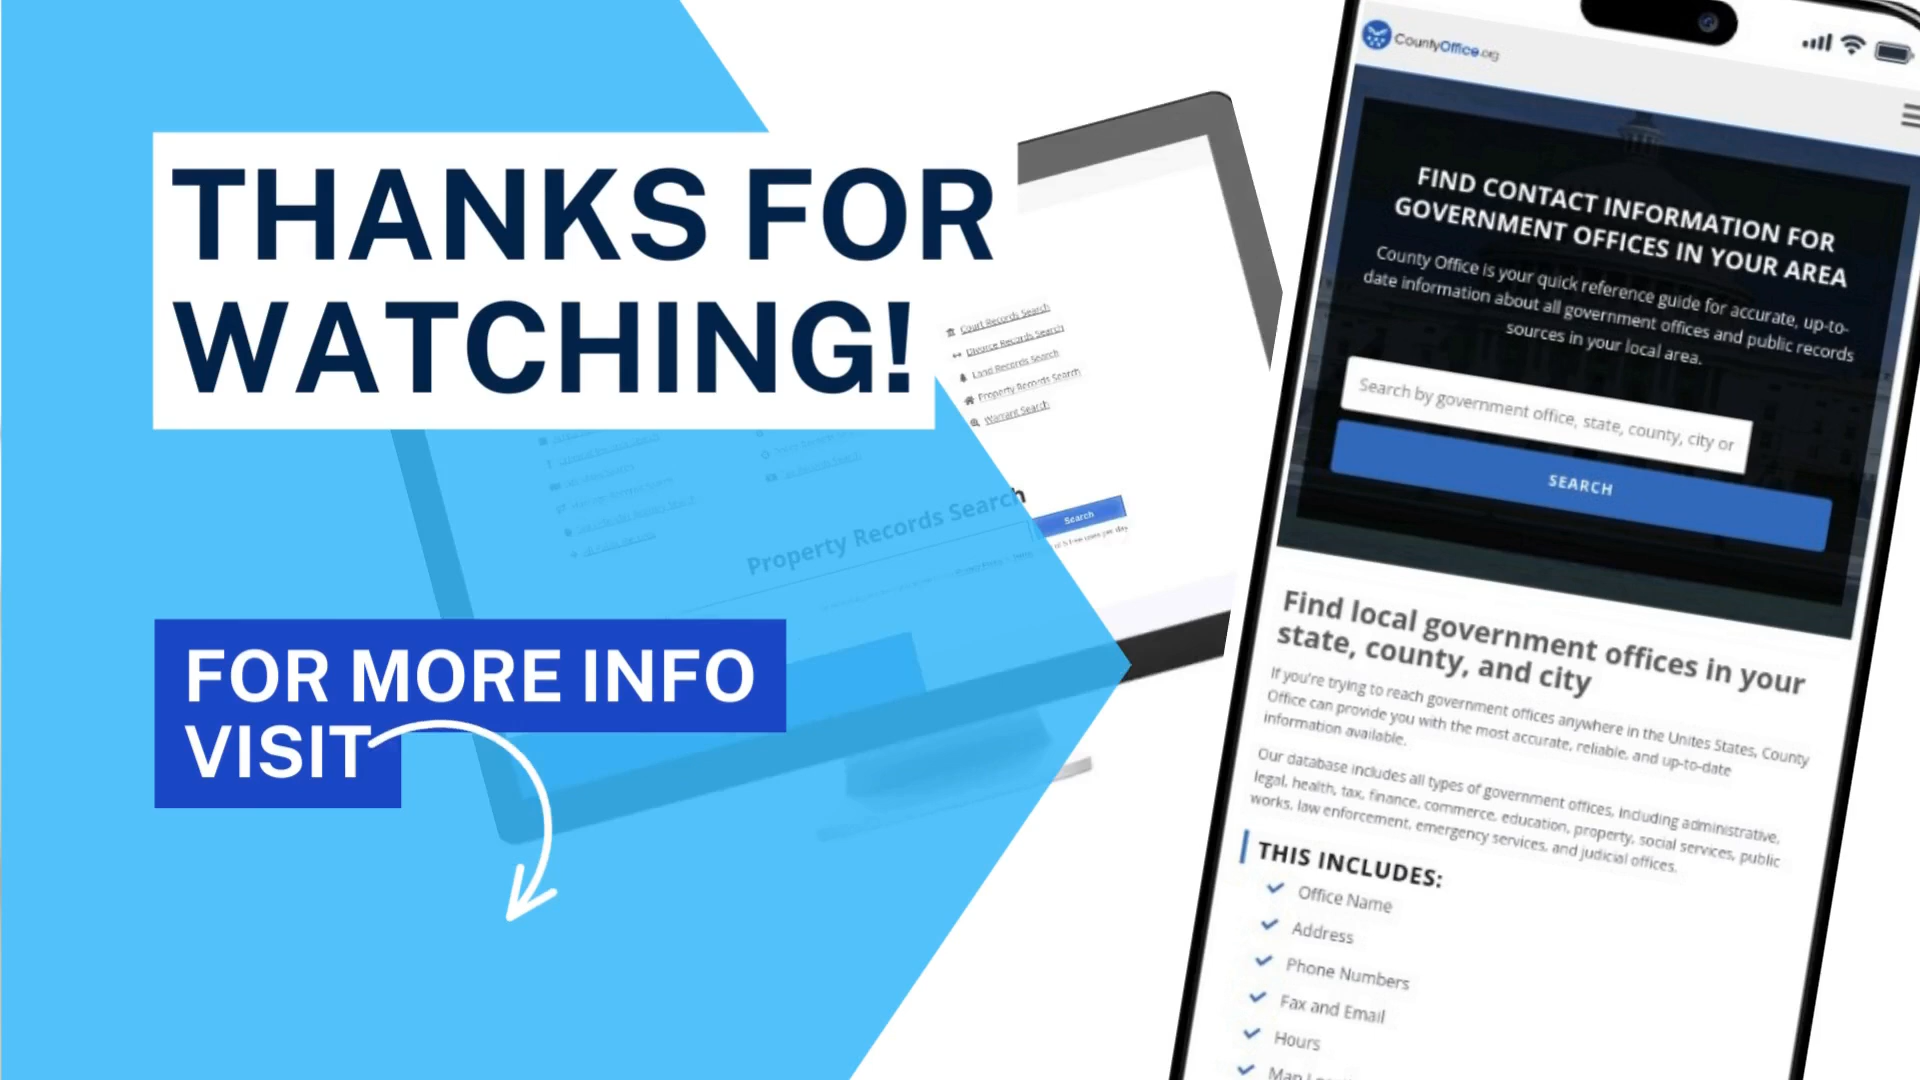 THANKS FOR
WATCHING!
FOR MORE INFO
VISIT
Court Records Search
Divorce Records Search
Land Records Search
Property Records Search
Warrant Search
Property Records Search
Search
of 5 free uses per day
CountyOffice.org
FIND CONTACT INFORMATION FOR
GOVERNMENT OFFICES IN YOUR AREA
County Office is your quick reference guide for accurate, up-to-
date information about all government offices and public records
sources in your local area.
Search by government office, state, county, city or
SEARCH
Find local government offices in your
state, county, and city
If you're trying to reach government offices anywhere in the Unites States, County
Office can provide you with the most accurate, reliable, and up-to-date
information available.
Our database includes all types of government offices, including administrative,
legal, health, tax, finance, commerce, education, property, social services, public
works, law enforcement, emergency services, and judicial offices.
THIS INCLUDES:
Office Name
Address
Phone Numbers
Fax and Email
Hours
Map